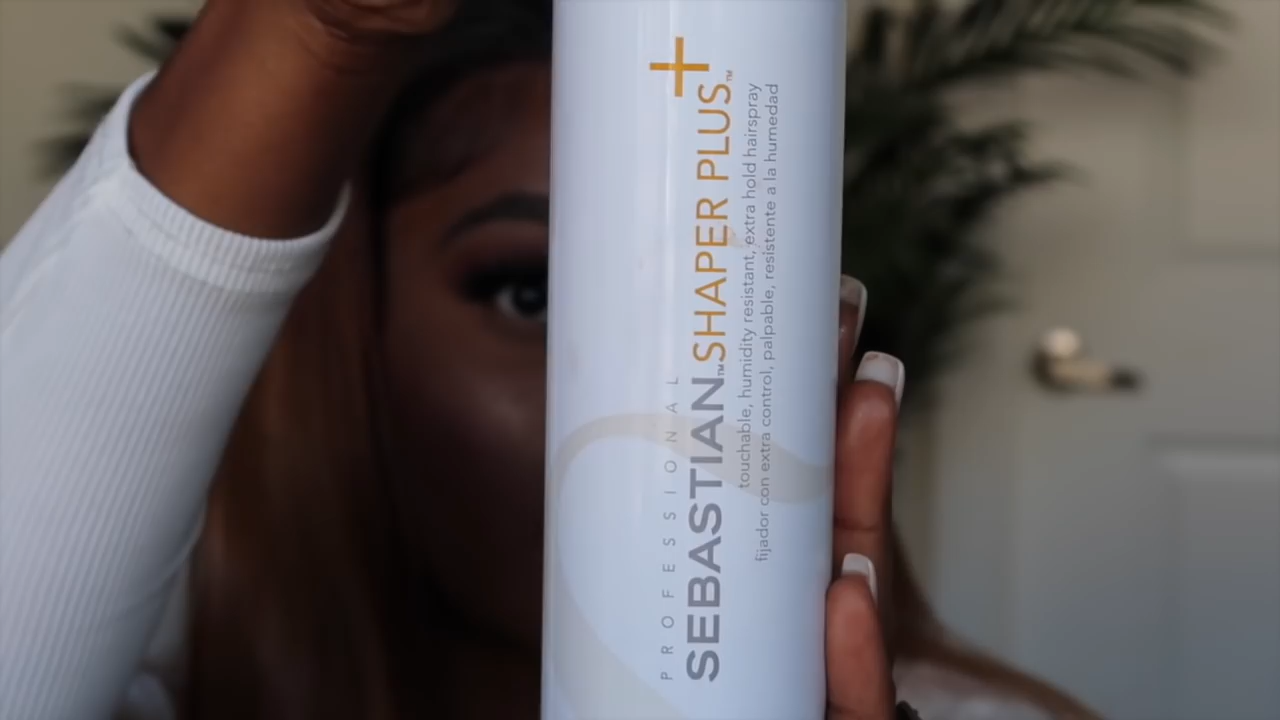 PROFESSIONAL
SEBASTIAN™ SHAPER PLUS™ +
touchable, humidity resistant, extra hold hairspray
fijador con extra control, palpable, resistente a la humedad